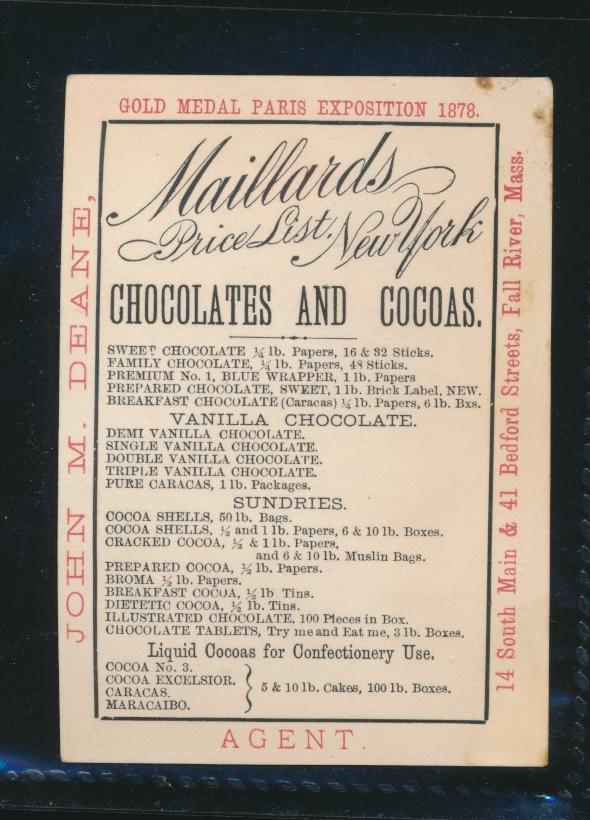 GOLD MEDAL PARIS EXPOSITION 1878.
Maillards
Price List. New York
CHOCOLATES AND COCOAS.
SWEET CHOCOLATE ¼ lb. Papers, 16 & 32 Sticks.
FAMILY CHOCOLATE, ¼ lb. Papers, 48 Sticks.
PREMIUM No. 1, BLUE WRAPPER, 1 lb. Papers
PREPARED CHOCOLATE, SWEET, 1 lb. Brick Label. NEW.
BREAKFAST CHOCOLATE (Caracas) ¼ lb. Papers, 6 lb. Bxs.
VANILLA CHOCOLATE.
DEMI VANILLA CHOCOLATE.
SINGLE VANILLA CHOCOLATE.
DOUBLE VANILLA CHOCOLATE.
TRIPLE VANILLA CHOCOLATE.
PURE CARACAS, 1 lb. Packages.
SUNDRIES.
COCOA SHELLS, 50 lb. Bags.
COCOA SHELLS, ½ and 1 lb. Papers, 6 & 10 lb. Boxes.
CRACKED COCOA, ½ & 1 lb. Papers,
and 6 & 10 lb. Muslin Bags.
PREPARED COCOA, ½ lb. Papers.
BROMA ½ lb. Papers.
BREAKFAST COCOA, ½ lb Tins.
DIETETIC COCOA, ½ lb. Tins.
ILLUSTRATED CHOCOLATE, 100 Pieces in Box.
CHOCOLATE TABLETS, Try me and Eat me, 3 lb. Boxes.
Liquid Cocoas for Confectionery Use.
COCOA No. 3.
COCOA EXCELSIOR.
CARACAS.
MARACAIBO.
5 & 10 lb. Cakes, 100 lb. Boxes.
JOHN M. DEANE,
AGENT.
14 South Main & 41 Bedford Streets, Fall River, Mass.